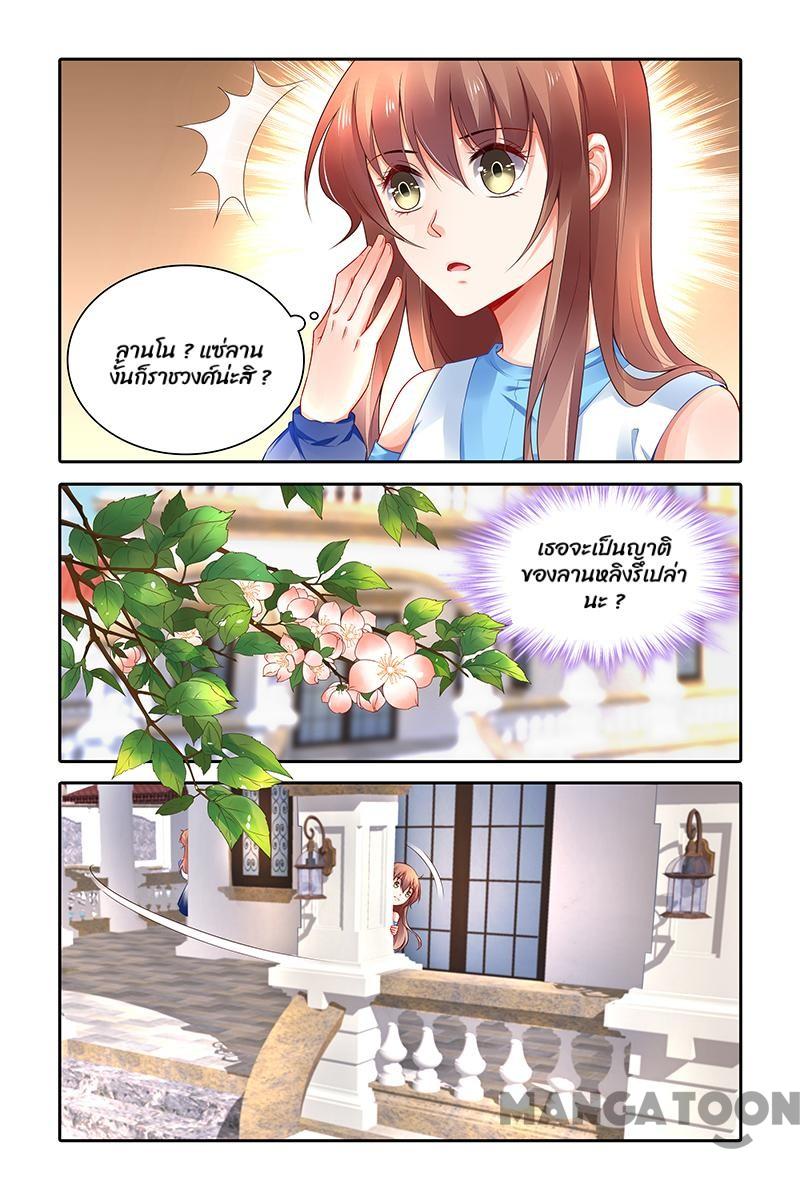 ลานโน ? แซ่ลาน
งั้นก็ราชวงศ์น่ะสิ ?
เธอจะเป็นญาติ
ของลานหลิงรึเปล่า
นะ ?
MANGATOON